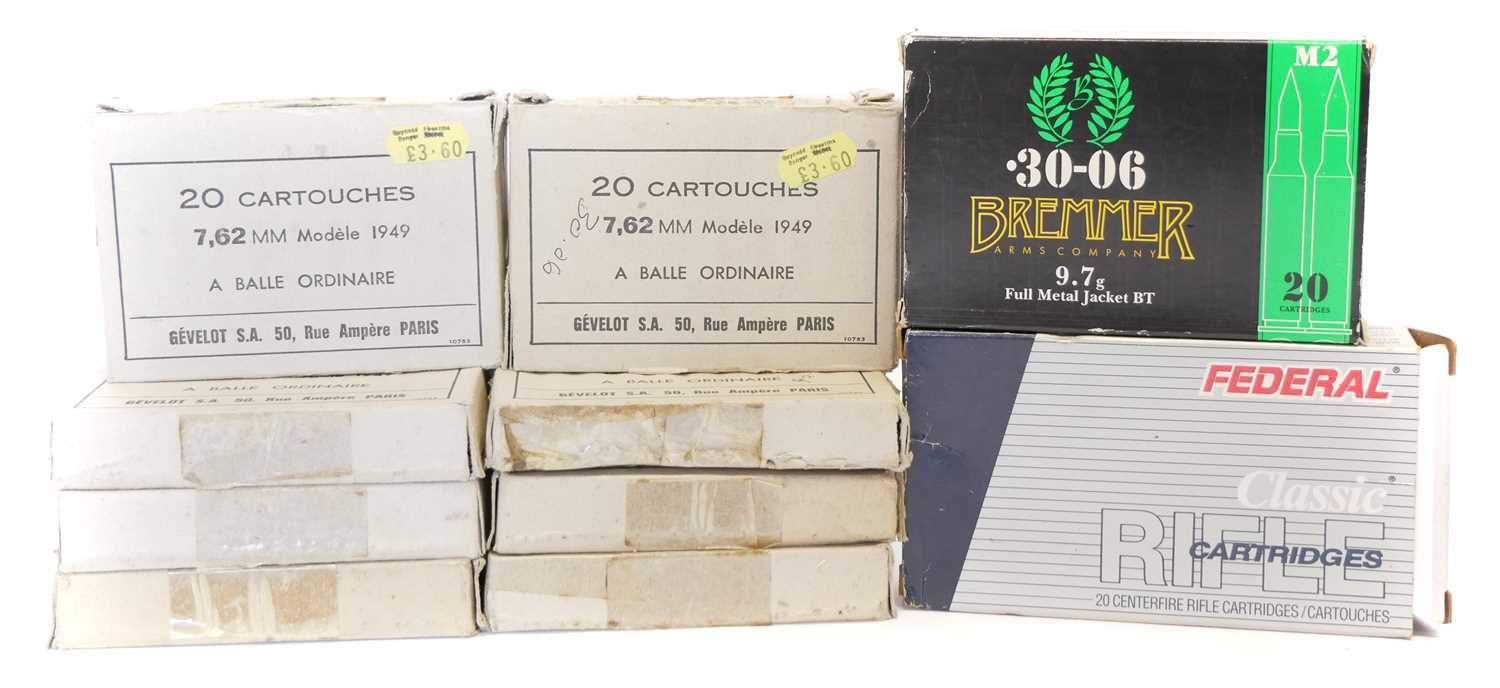 £3·60
20 CARTOUCHES
7,62 MM Modèle 1949
A BALLE ORDINAIRE
GÉVELOT S.A. 50, Rue Ampère PARIS
10753
£3·60
20 CARTOUCHES
7,62 MM Modèle 1949
A BALLE ORDINAIRE
GÉVELOT S.A. 50, Rue Ampère PARIS
10753
M2
B
·30-06
BREMMER
ARMS COMPANY
9.7g
Full Metal Jacket BT
20
CARTRIDGES
A BALLE ORDINAIRE
GÉVELOT S.A. 50, Rue Ampère PARIS
A BALLE ORDINAIRE
GÉVELOT S.A. 50, Rue Ampère PARIS
FEDERAL®
Classic®
RIFLE
CARTRIDGES
20 CENTERFIRE RIFLE CARTRIDGES/CARTOUCHES